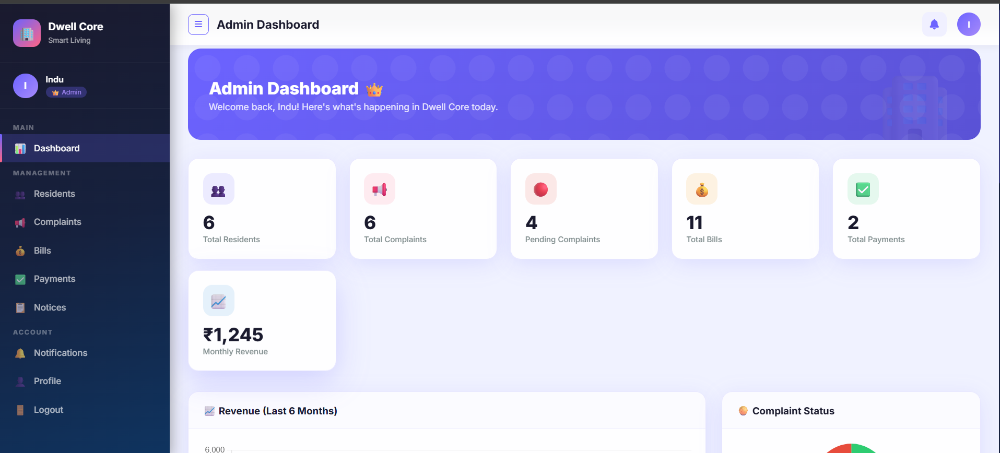 Dwell Core
Smart Living
I
Indu
Admin
MAIN
Dashboard
MANAGEMENT
Residents
Complaints
Bills
Payments
Notices
ACCOUNT
Notifications
Profile
Logout
Admin Dashboard
I
Admin Dashboard
Welcome back, Indu! Here's what's happening in Dwell Core today.
6
Total Residents
6
Total Complaints
4
Pending Complaints
11
Total Bills
2
Total Payments
₹1,245
Monthly Revenue
Revenue (Last 6 Months)
6,000
Complaint Status